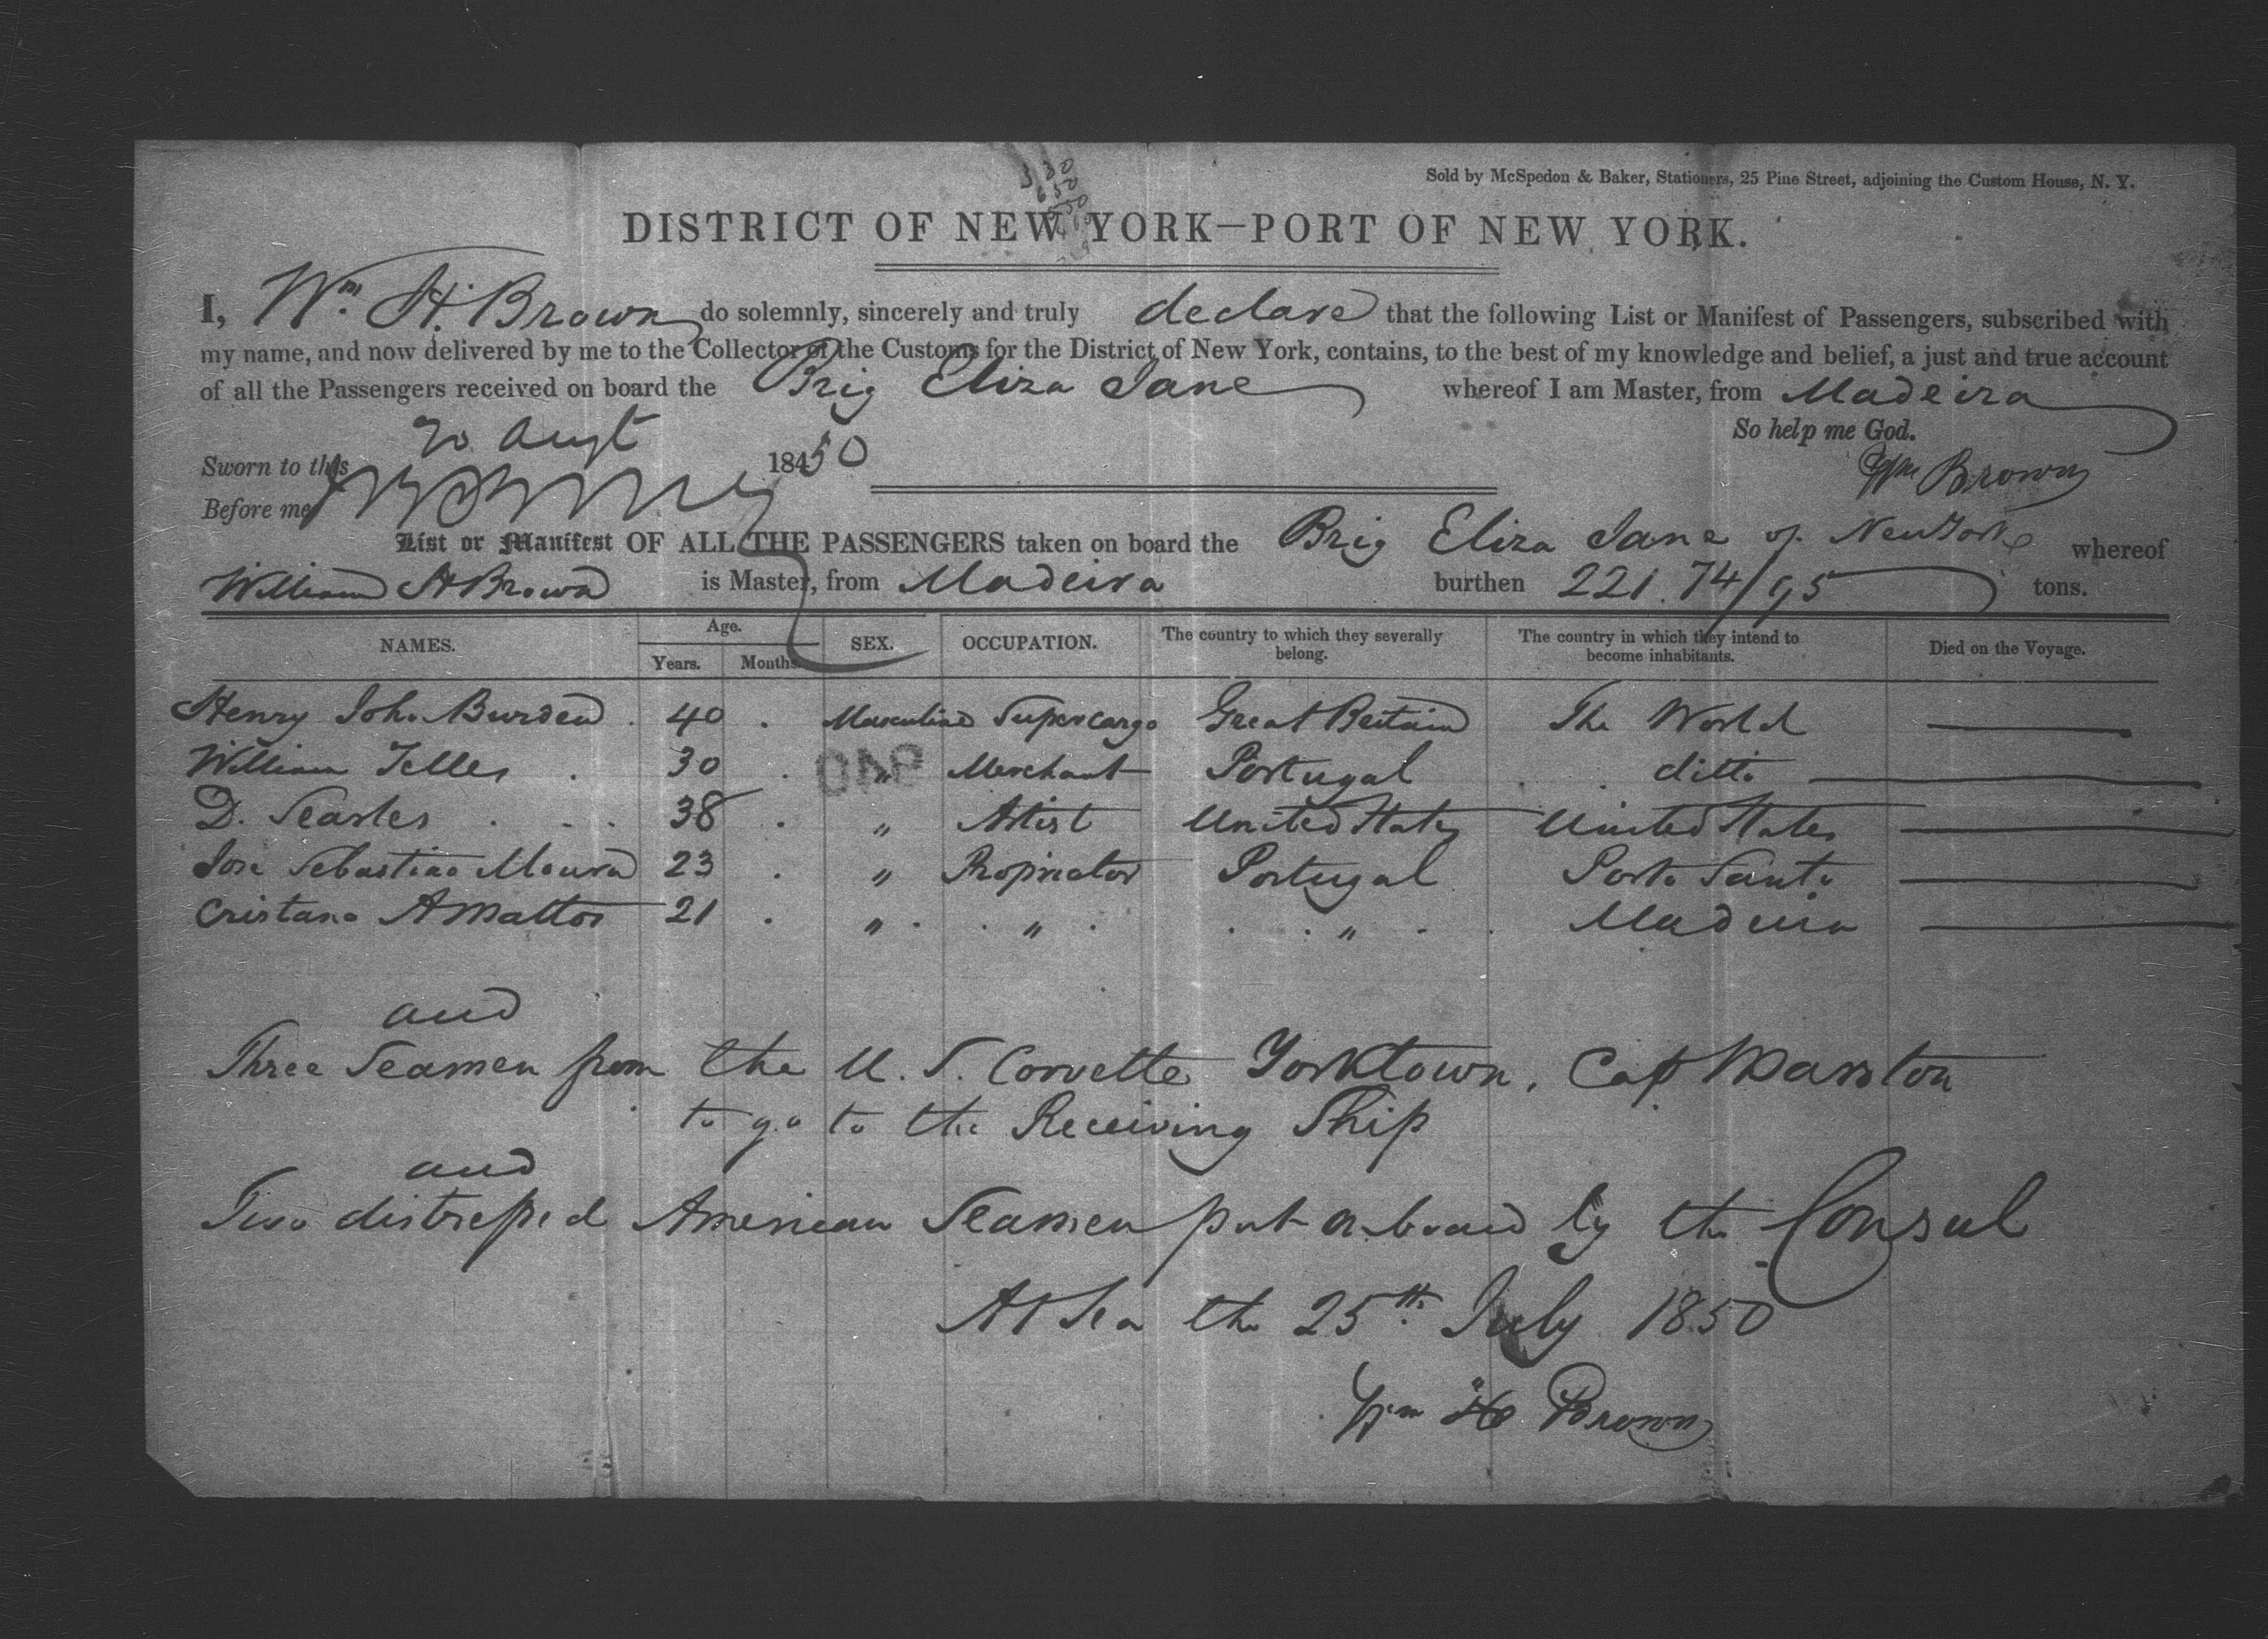 Sold by McSpedon & Baker, Stationers, 25 Pine Street, adjoining the Custom House, N. Y.
DISTRICT OF NEW YORK—PORT OF NEW YORK.
I, Wm. H. Brown do solemnly, sincerely and truly declare that the following List or Manifest of Passengers, subscribed with
my name, and now delivered by me to the Collector of the Customs for the District of New York, contains, to the best of my knowledge and belief, a just and true account
of all the Passengers received on board the Brig Eliza Jane whereof I am Master, from Madeira
So help me God.
Sworn to this 20 Augt 1850
Wm Brown
Before me
List or Manifest OF ALL THE PASSENGERS taken on board the Brig Eliza Jane of New York whereof
William H Brown is Master, from Madeira burthen 221. 74/95 tons.
NAMES. Age. Years. Months. SEX. OCCUPATION. The country to which they severally belong. The country in which they intend to become inhabitants. Died on the Voyage.
Henry John Burden . 40 . Masculine Supercargo Great Britain The World
William Telles . 30 . " Merchant Portugal ditto
D. Searles . . . 38 . " Artist United States United States
Jose Sebastiao Moura 23 . " Proprietor Portugal Porto Santo
Cristano A Mattos 21 . " . . " . . . " . . Madeira
and
Three Seamen from the U. S. Corvette Yorktown, Cap Marston
to go to the Receiving Ship
and
Two distressed American Seamen put on board by the Consul
At Sea the 25th July 1850
Wm H Brown